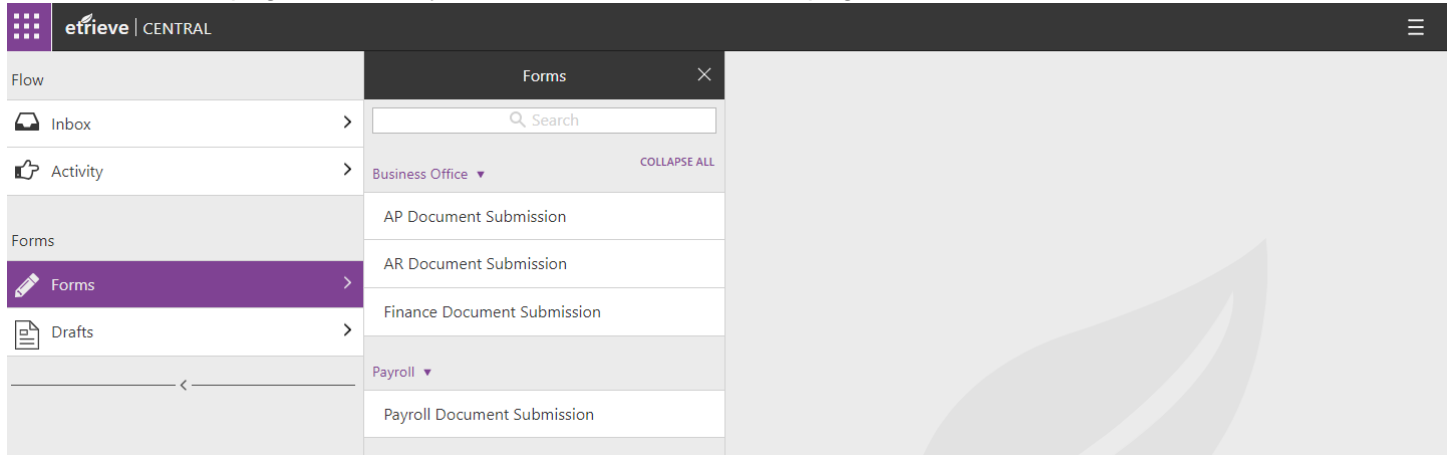 etrieve | CENTRAL
Flow
Inbox
Activity
Forms
Forms
Drafts
Forms
Search
COLLAPSE ALL
Business Office
AP Document Submission
AR Document Submission
Finance Document Submission
Payroll
Payroll Document Submission